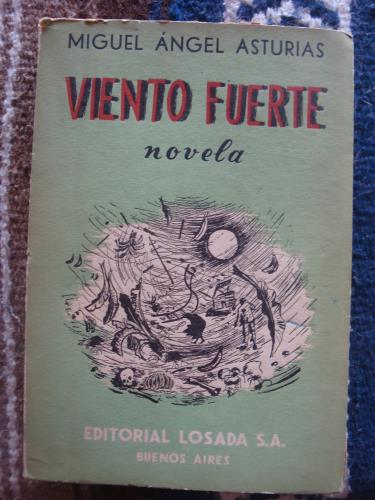 MIGUEL ÁNGEL ASTURIAS
VIENTO FUERTE
novela
EDITORIAL LOSADA S.A.
BUENOS AIRES